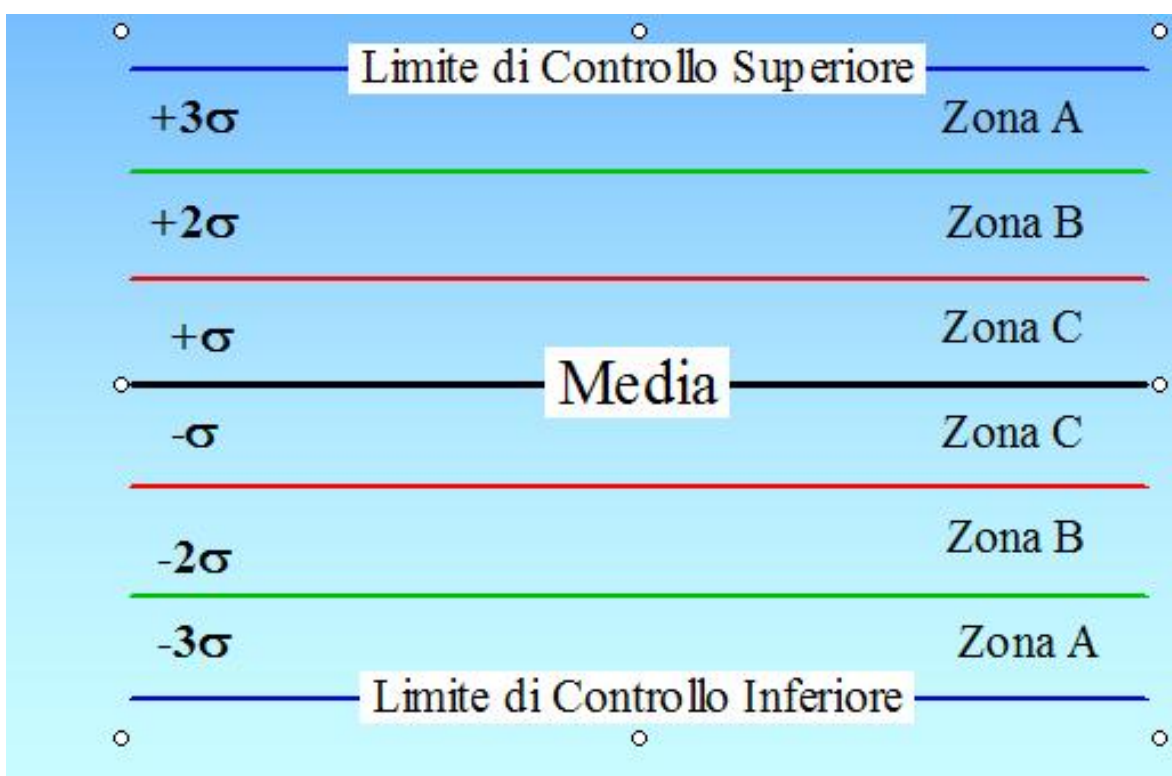 Limite di Controllo Superiore
+3σ Zona A
+2σ Zona B
+σ Zona C
Media
-σ Zona C
-2σ Zona B
-3σ Zona A
Limite di Controllo Inferiore